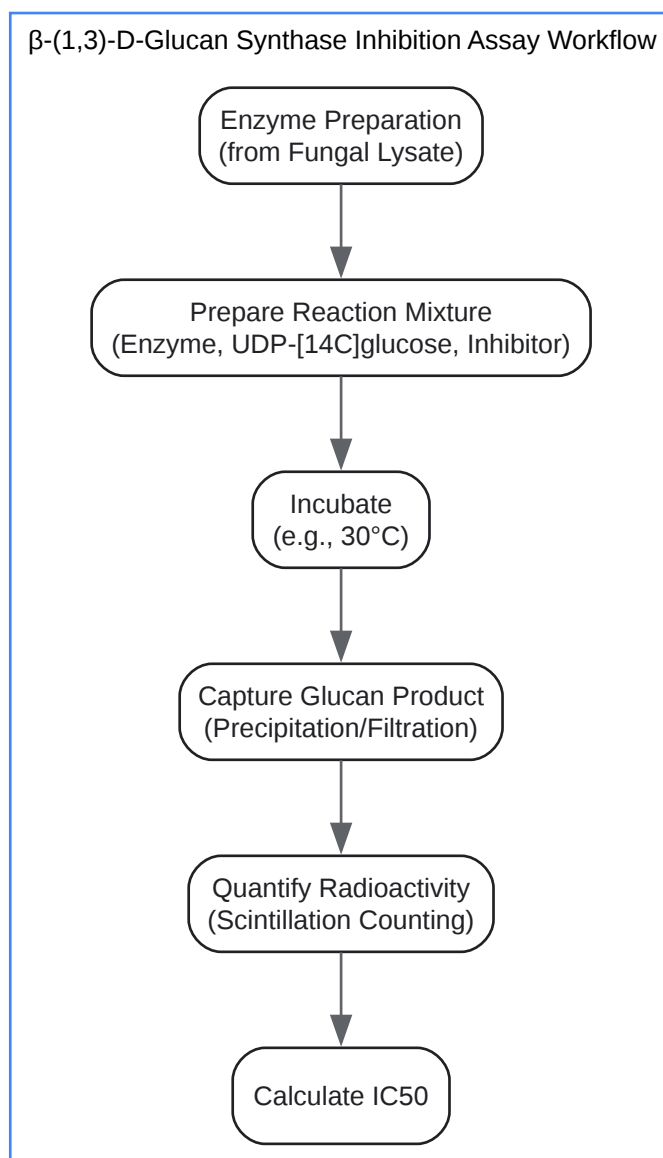 β-(1,3)-D-Glucan Synthase Inhibition Assay Workflow
Enzyme Preparation
(from Fungal Lysate)
Prepare Reaction Mixture
(Enzyme, UDP-[14C]glucose, Inhibitor)
Incubate
(e.g., 30°C)
Capture Glucan Product
(Precipitation/Filtration)
Quantify Radioactivity
(Scintillation Counting)
Calculate IC50